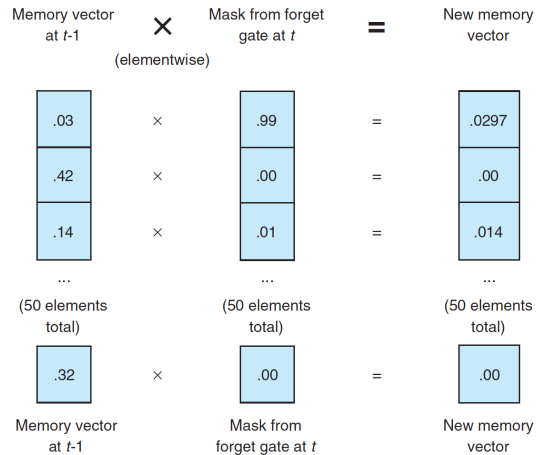 Memory vector
at t-1
×
(elementwise)
Mask from forget
gate at t
=
New memory
vector
.03 × .99 = .0297
.42 × .00 = .00
.14 × .01 = .014
... ... ...
(50 elements
total)
(50 elements
total)
(50 elements
total)
.32 × .00 = .00
Memory vector
at t-1
Mask from
forget gate at t
New memory
vector